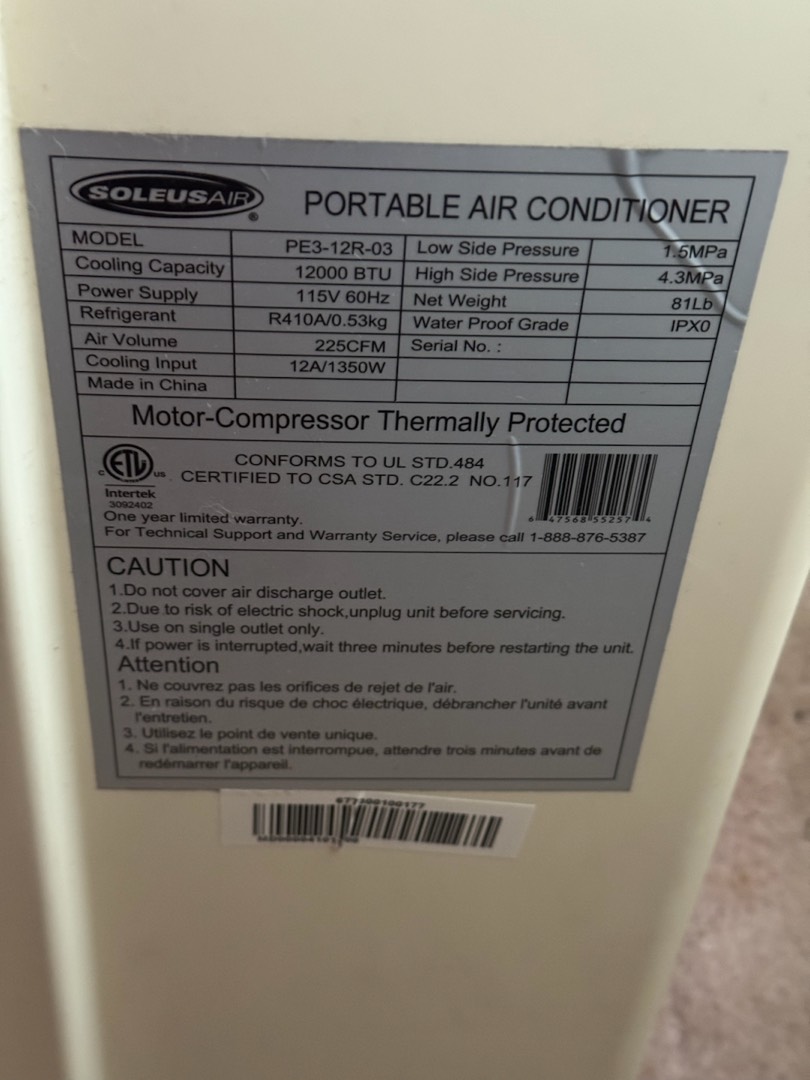 SOLEUSAIR ® PORTABLE AIR CONDITIONER
MODEL PE3-12R-03 Low Side Pressure 1.5MPa
Cooling Capacity 12000 BTU High Side Pressure 4.3MPa
Power Supply 115V 60Hz Net Weight 81Lb
Refrigerant R410A/0.53kg Water Proof Grade IPX0
Air Volume 225CFM Serial No. :
Cooling Input 12A/1350W
Made in China
Motor-Compressor Thermally Protected
C ETL US
Intertek
3092402
CONFORMS TO UL STD.484
CERTIFIED TO CSA STD. C22.2 NO.117
6 47568 55257 4
One year limited warranty.
For Technical Support and Warranty Service, please call 1-888-876-5387
CAUTION
1.Do not cover air discharge outlet.
2.Due to risk of electric shock,unplug unit before servicing.
3.Use on single outlet only.
4.If power is interrupted,wait three minutes before restarting the unit.
Attention
1. Ne couvrez pas les orifices de rejet de l'air.
2. En raison du risque de choc électrique, débrancher l'unité avant
l'entretien.
3. Utilisez le point de vente unique.
4. Si l'alimentation est interrompue, attendre trois minutes avant de
redémarrer l'appareil.